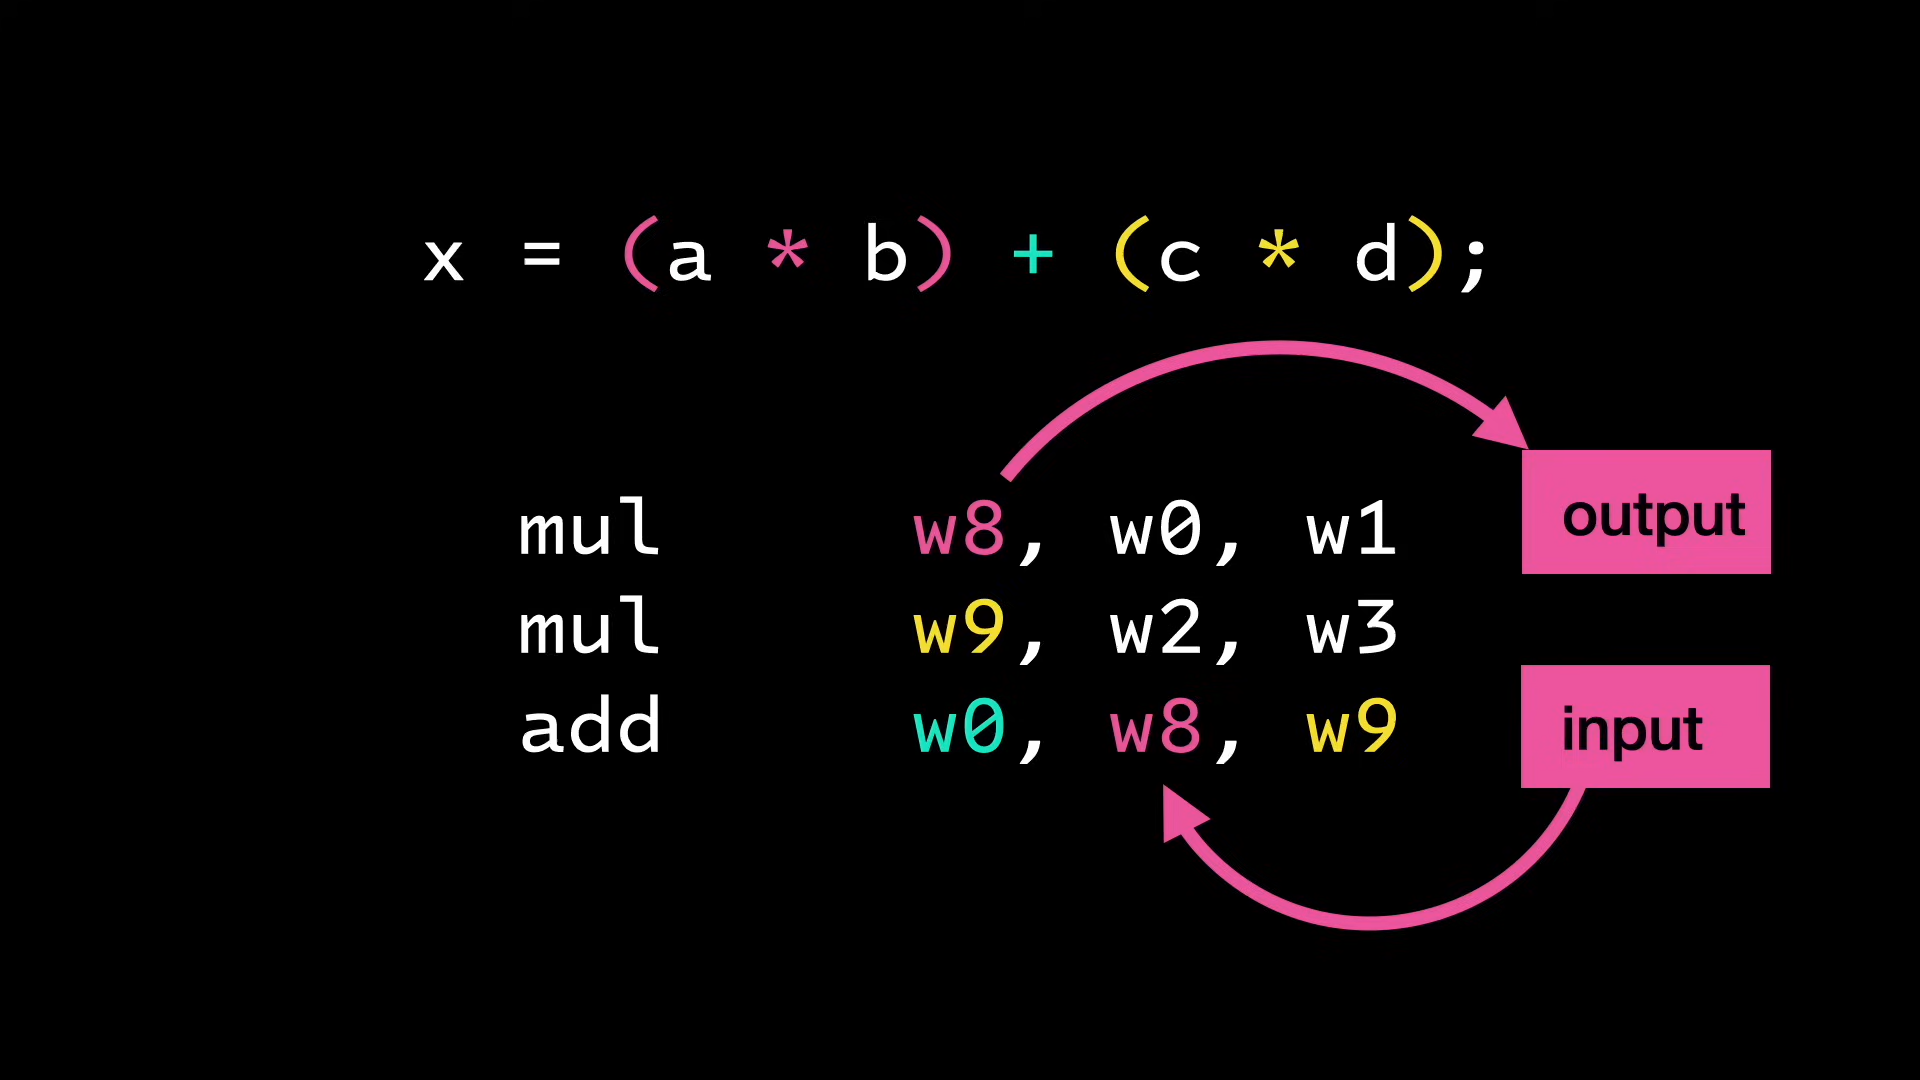 x = (a * b) + (c * d);
mul w8, w0, w1
output
mul w9, w2, w3
add w0, w8, w9
input